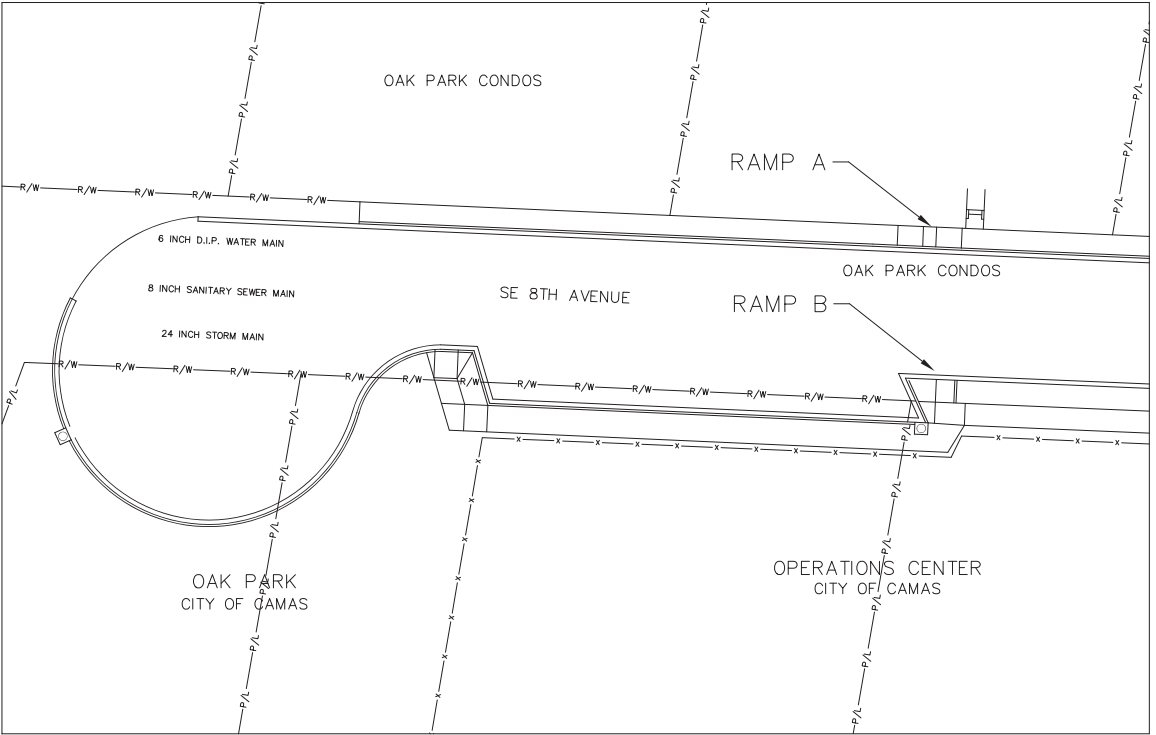 P/L
P/L
P/L
P/L
P/L
P/L
P/L
P/L
P/L
P/L
P/L
OAK PARK CONDOS
RAMP A
R/W R/W R/W R/W R/W R/W
6 INCH D.I.P. WATER MAIN
8 INCH SANITARY SEWER MAIN
24 INCH STORM MAIN
SE 8TH AVENUE
OAK PARK CONDOS
RAMP B
R/W R/W R/W R/W R/W R/W R/W R/W R/W R/W R/W R/W R/W R/W R/W
P/L
x x x x x x x x x x x
x x x x
x
x
x
x
x
x
x
P/L
P/L
P/L
P/L
P/L
P/L
OAK PARK
CITY OF CAMAS
P/L
P/L
P/L
P/L
P/L
P/L
OPERATIONS CENTER
CITY OF CAMAS